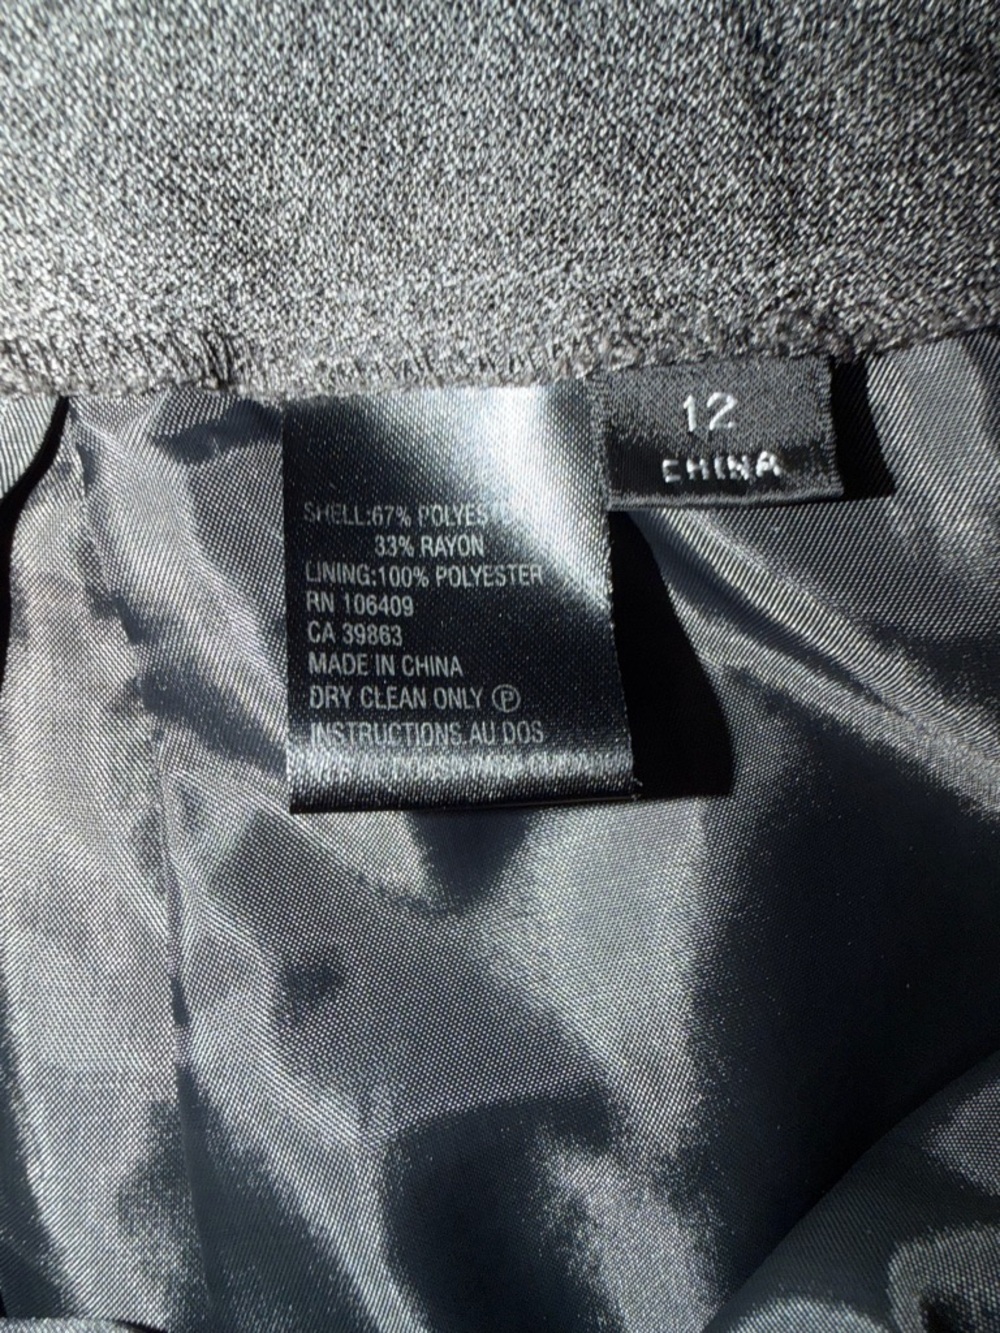 12
CHINA
SHELL:67% POLYES
33% RAYON
LINING:100% POLYESTER
RN 106409
CA 39863
MADE IN CHINA
DRY CLEAN ONLY Ⓟ
INSTRUCTIONS AU DOS